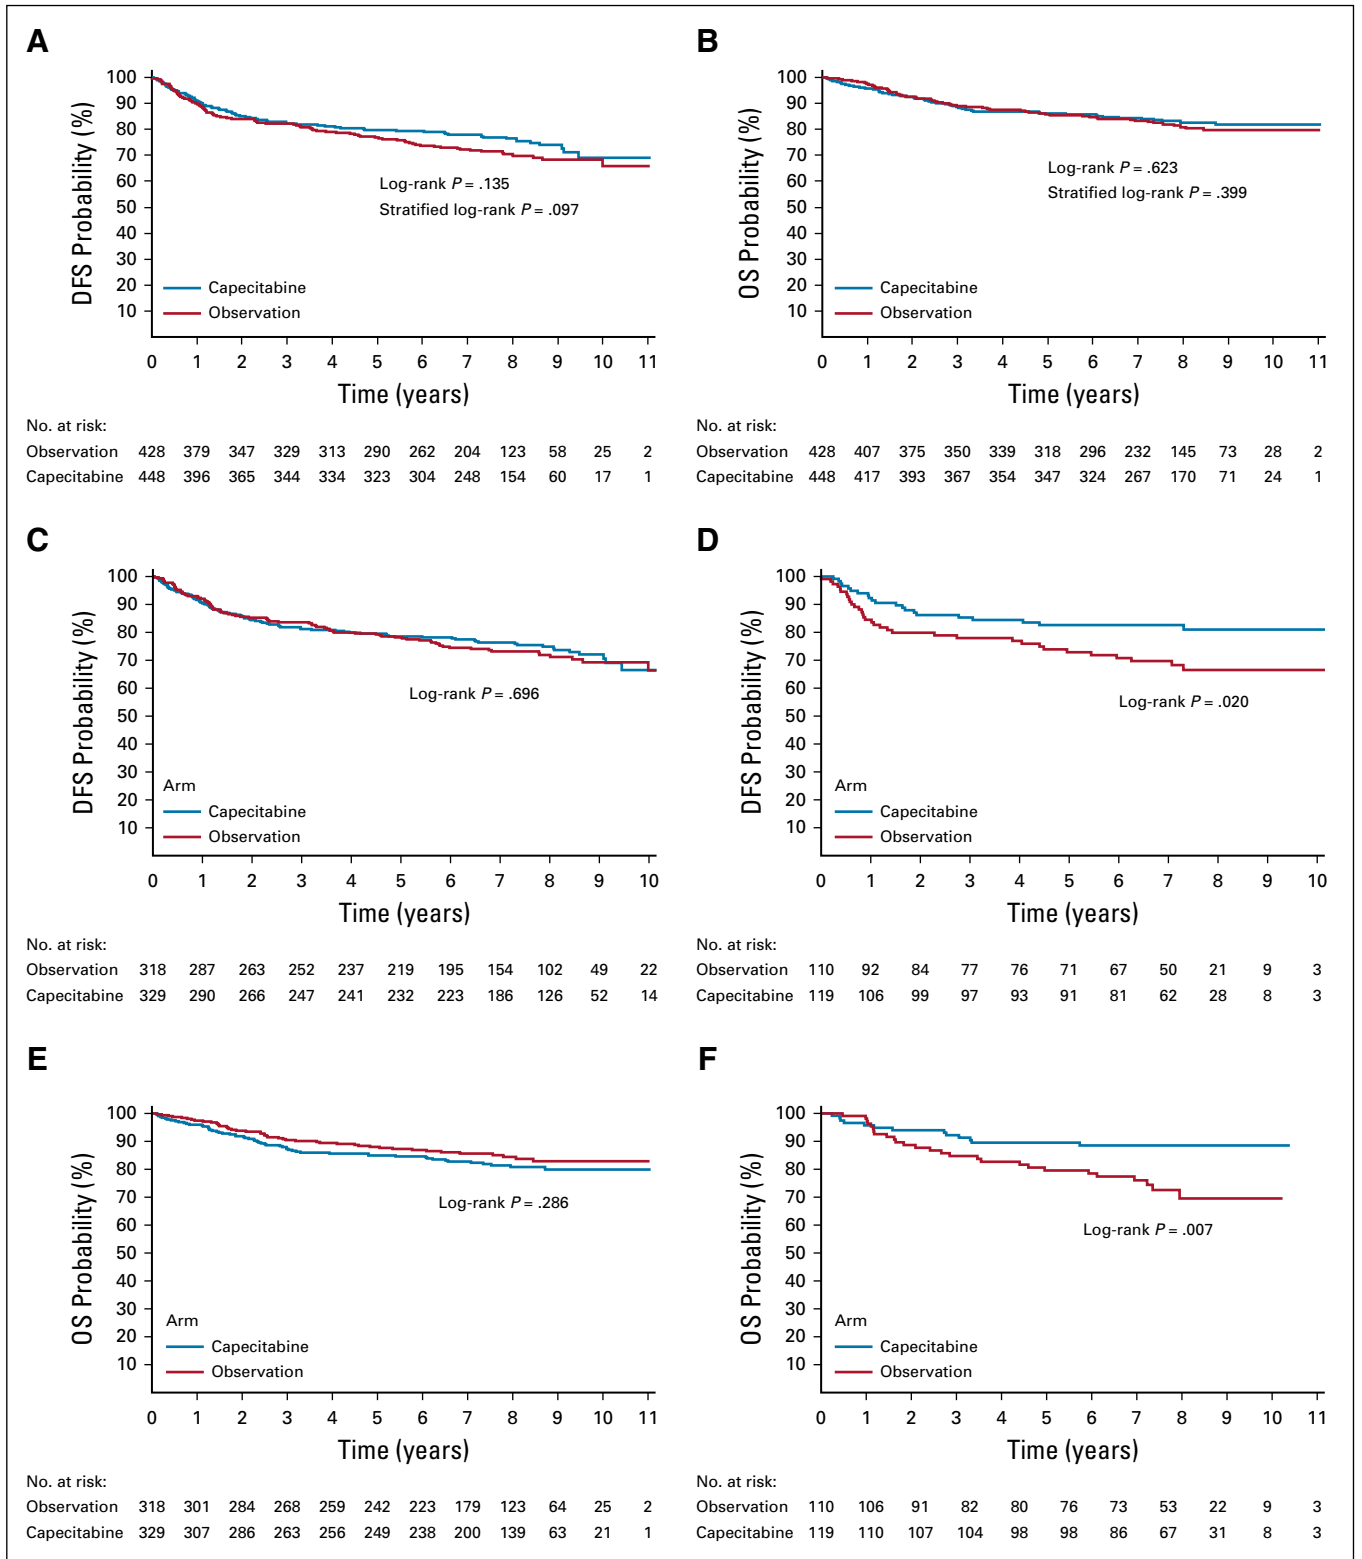 A
DFS Probability (%)
100
90
80
70
60
50
40
30
20
10
Log-rank P = .135
Stratified log-rank P = .097
Capecitabine
Observation
0 1 2 3 4 5 6 7 8 9 10 11
Time (years)
No. at risk:
Observation 428 379 347 329 313 290 262 204 123 58 25 2
Capecitabine 448 396 365 344 334 323 304 248 154 60 17 1
B
OS Probability (%)
100
90
80
70
60
50
40
30
20
10
Log-rank P = .623
Stratified log-rank P = .399
Capecitabine
Observation
0 1 2 3 4 5 6 7 8 9 10 11
Time (years)
No. at risk:
Observation 428 407 375 350 339 318 296 232 145 73 28 2
Capecitabine 448 417 393 367 354 347 324 267 170 71 24 1
C
DFS Probability (%)
100
90
80
70
60
50
40
30
20
10
Log-rank P = .696
Arm
Capecitabine
Observation
0 1 2 3 4 5 6 7 8 9 10
Time (years)
No. at risk:
Observation 318 287 263 252 237 219 195 154 102 49 22
Capecitabine 329 290 266 247 241 232 223 186 126 52 14
D
DFS Probability (%)
100
90
80
70
60
50
40
30
20
10
Log-rank P = .020
Arm
Capecitabine
Observation
0 1 2 3 4 5 6 7 8 9 10
Time (years)
No. at risk:
Observation 110 92 84 77 76 71 67 50 21 9 3
Capecitabine 119 106 99 97 93 91 81 62 28 8 3
E
OS Probability (%)
100
90
80
70
60
50
40
30
20
10
Log-rank P = .286
Arm
Capecitabine
Observation
0 1 2 3 4 5 6 7 8 9 10 11
Time (years)
No. at risk:
Observation 318 301 284 268 259 242 223 179 123 64 25 2
Capecitabine 329 307 286 263 256 249 238 200 139 63 21 1
F
OS Probability (%)
100
90
80
70
60
50
40
30
20
10
Log-rank P = .007
Arm
Capecitabine
Observation
0 1 2 3 4 5 6 7 8 9 10 11
Time (years)
No. at risk:
Observation 110 106 91 82 80 76 73 53 22 9 3
Capecitabine 119 110 107 104 98 98 86 67 31 8 3